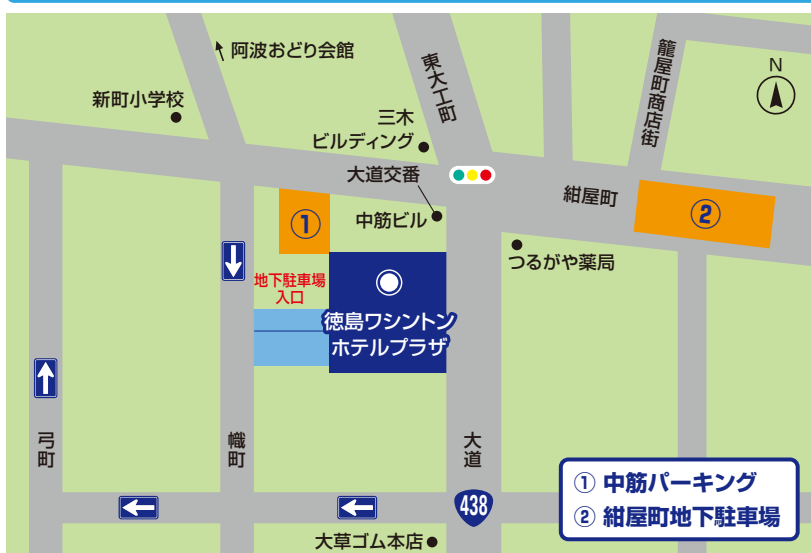 阿波おどり会館
新町小学校
東大工町
三木
ビルディング
籠屋町商店街
N
大道交番
中筋ビル
紺屋町
①
②
つるがや薬局
地下駐車場
入口
徳島ワシントン
ホテルプラザ
弓町
幟町
大道
438
大草ゴム本店
① 中筋パーキング
② 紺屋町地下駐車場